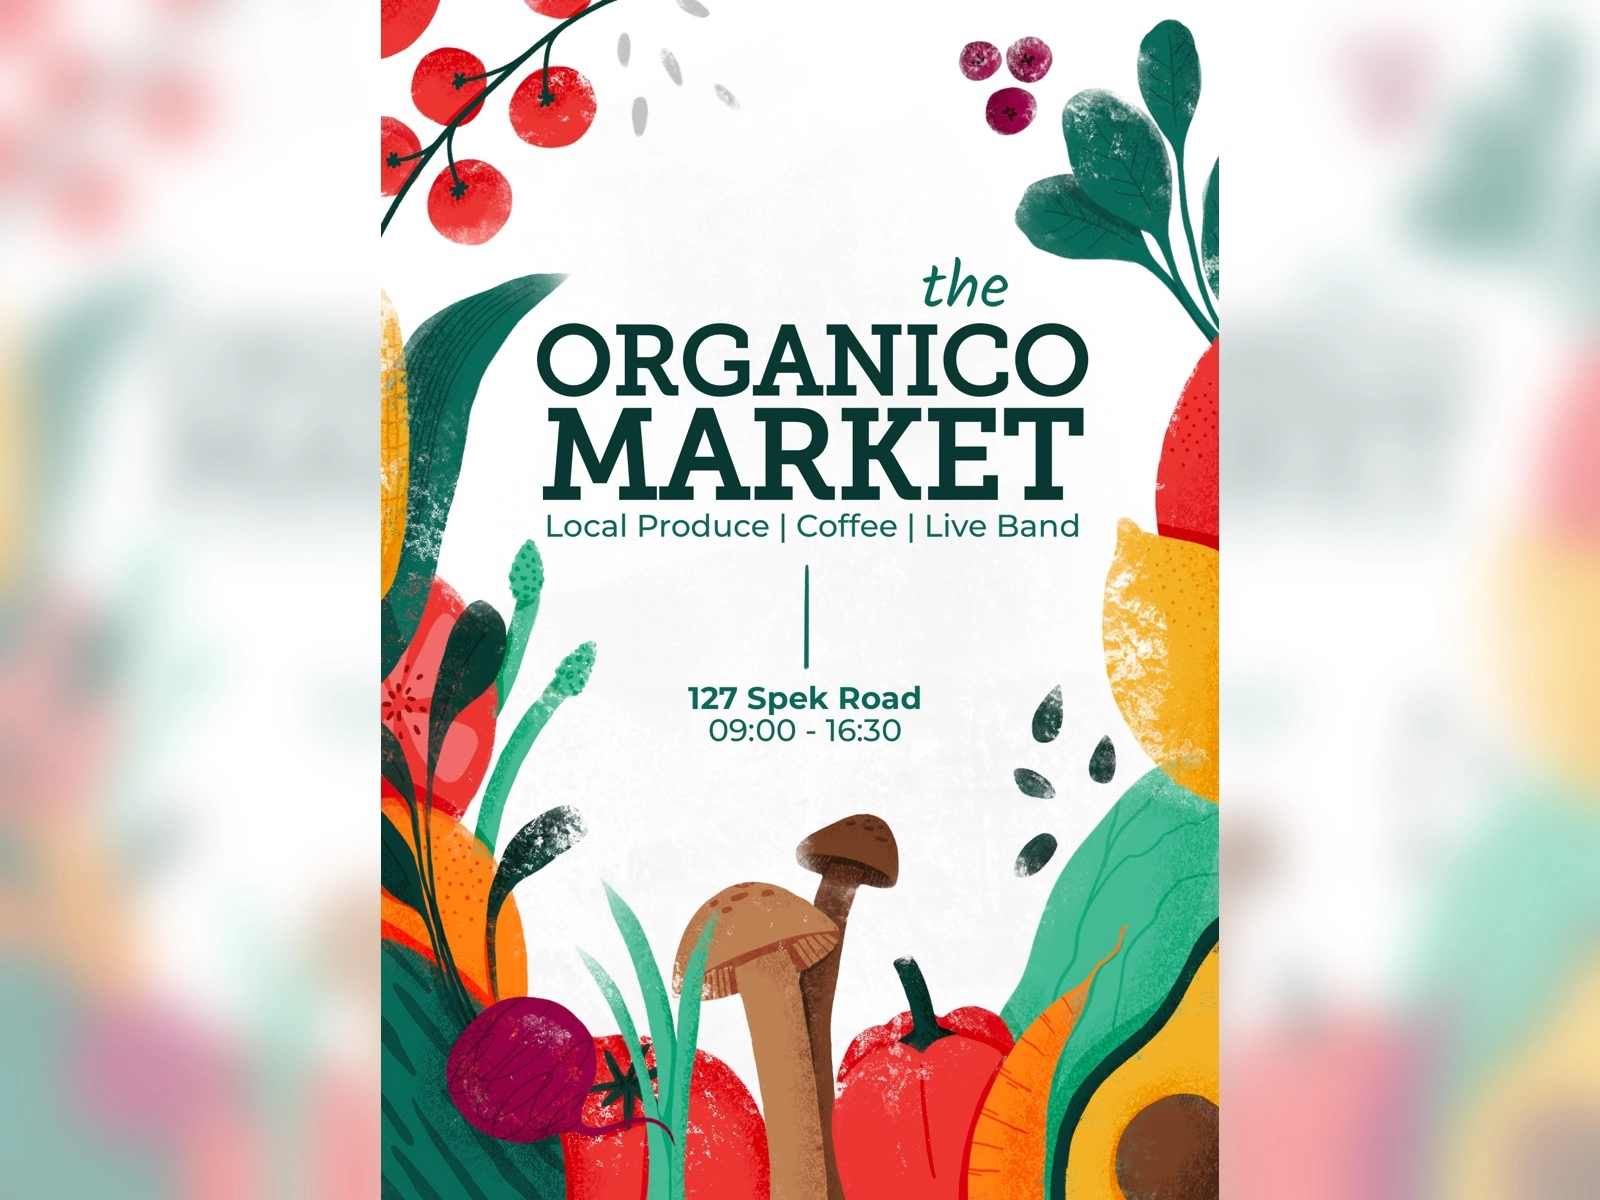 the
ORGANICO
MARKET
Local Produce | Coffee | Live Band
127 Spek Road
09:00 - 16:30